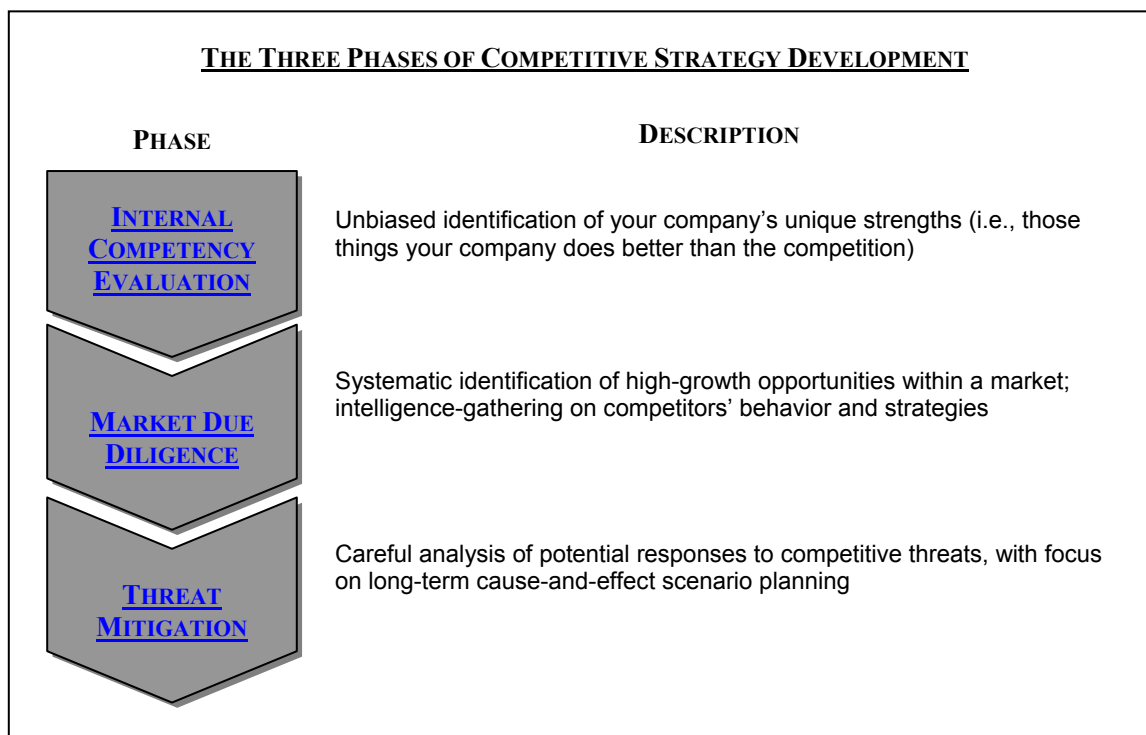 THE THREE PHASES OF COMPETITIVE STRATEGY DEVELOPMENT
PHASE
DESCRIPTION
INTERNAL
COMPETENCY
EVALUATION
Unbiased identification of your company’s unique strengths (i.e., those
things your company does better than the competition)
MARKET DUE
DILIGENCE
Systematic identification of high-growth opportunities within a market;
intelligence-gathering on competitors’ behavior and strategies
THREAT
MITIGATION
Careful analysis of potential responses to competitive threats, with focus
on long-term cause-and-effect scenario planning